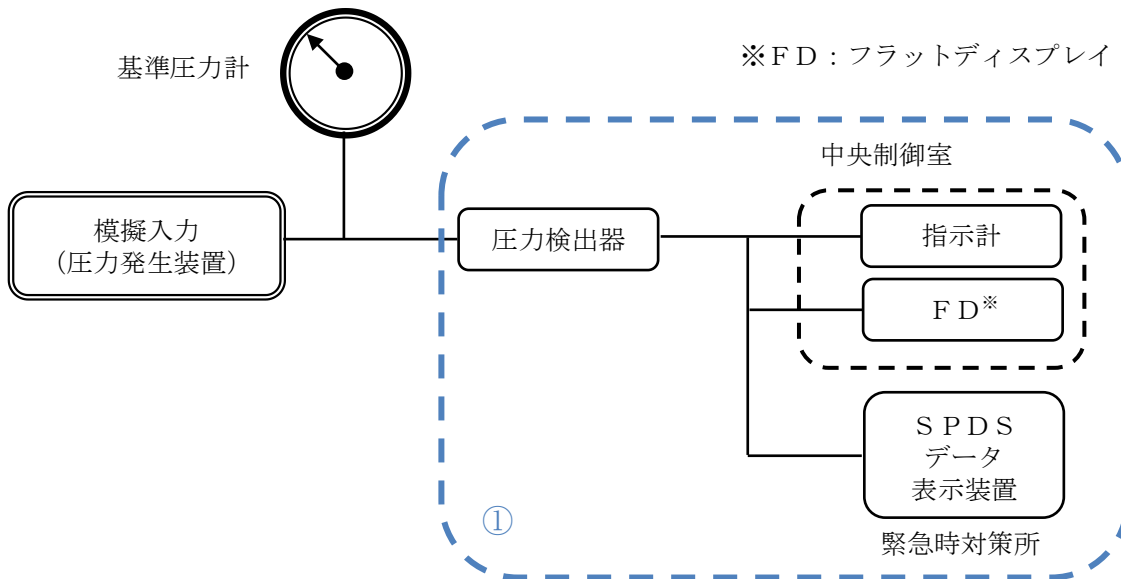 基準圧力計
※ＦＤ：フラットディスプレイ
中央制御室
模擬入力
（圧力発生装置）
圧力検出器
指示計
ＦＤ※
ＳＰＤＳ
データ
表示装置
①
緊急時対策所